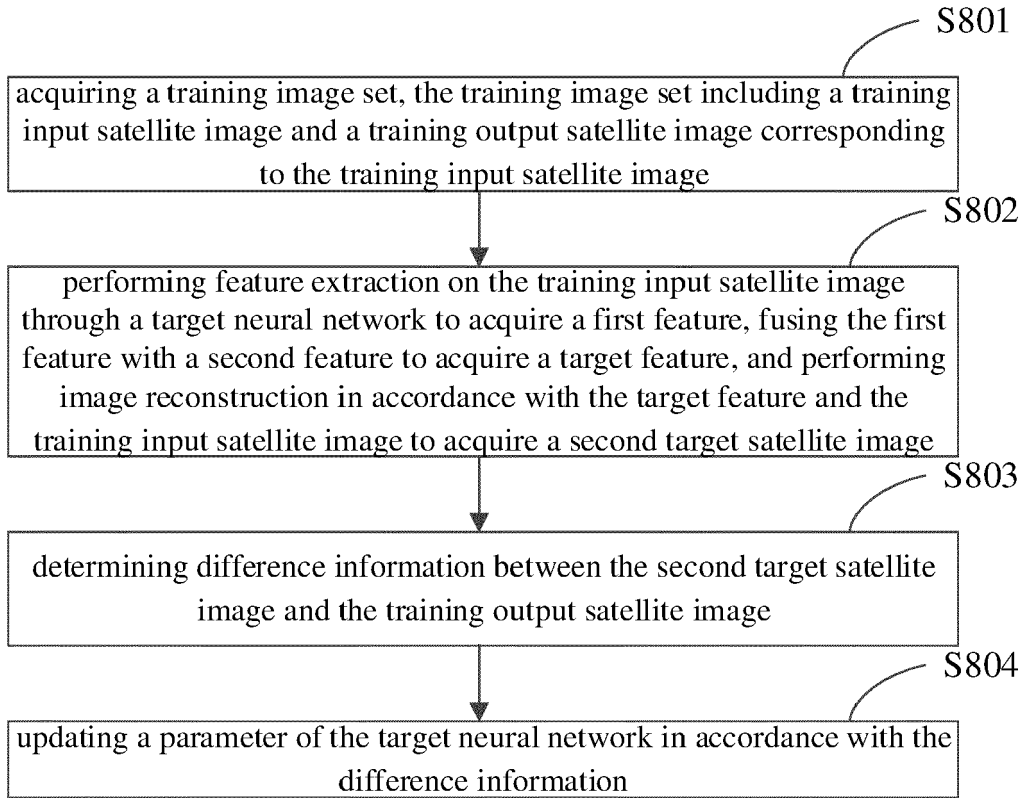 S801
acquiring a training image set, the training image set including a training
input satellite image and a training output satellite image corresponding
to the training input satellite image
S802
performing feature extraction on the training input satellite image
through a target neural network to acquire a first feature, fusing the first
feature with a second feature to acquire a target feature, and performing
image reconstruction in accordance with the target feature and the
training input satellite image to acquire a second target satellite image
S803
determining difference information between the second target satellite
image and the training output satellite image
S804
updating a parameter of the target neural network in accordance with the
difference information